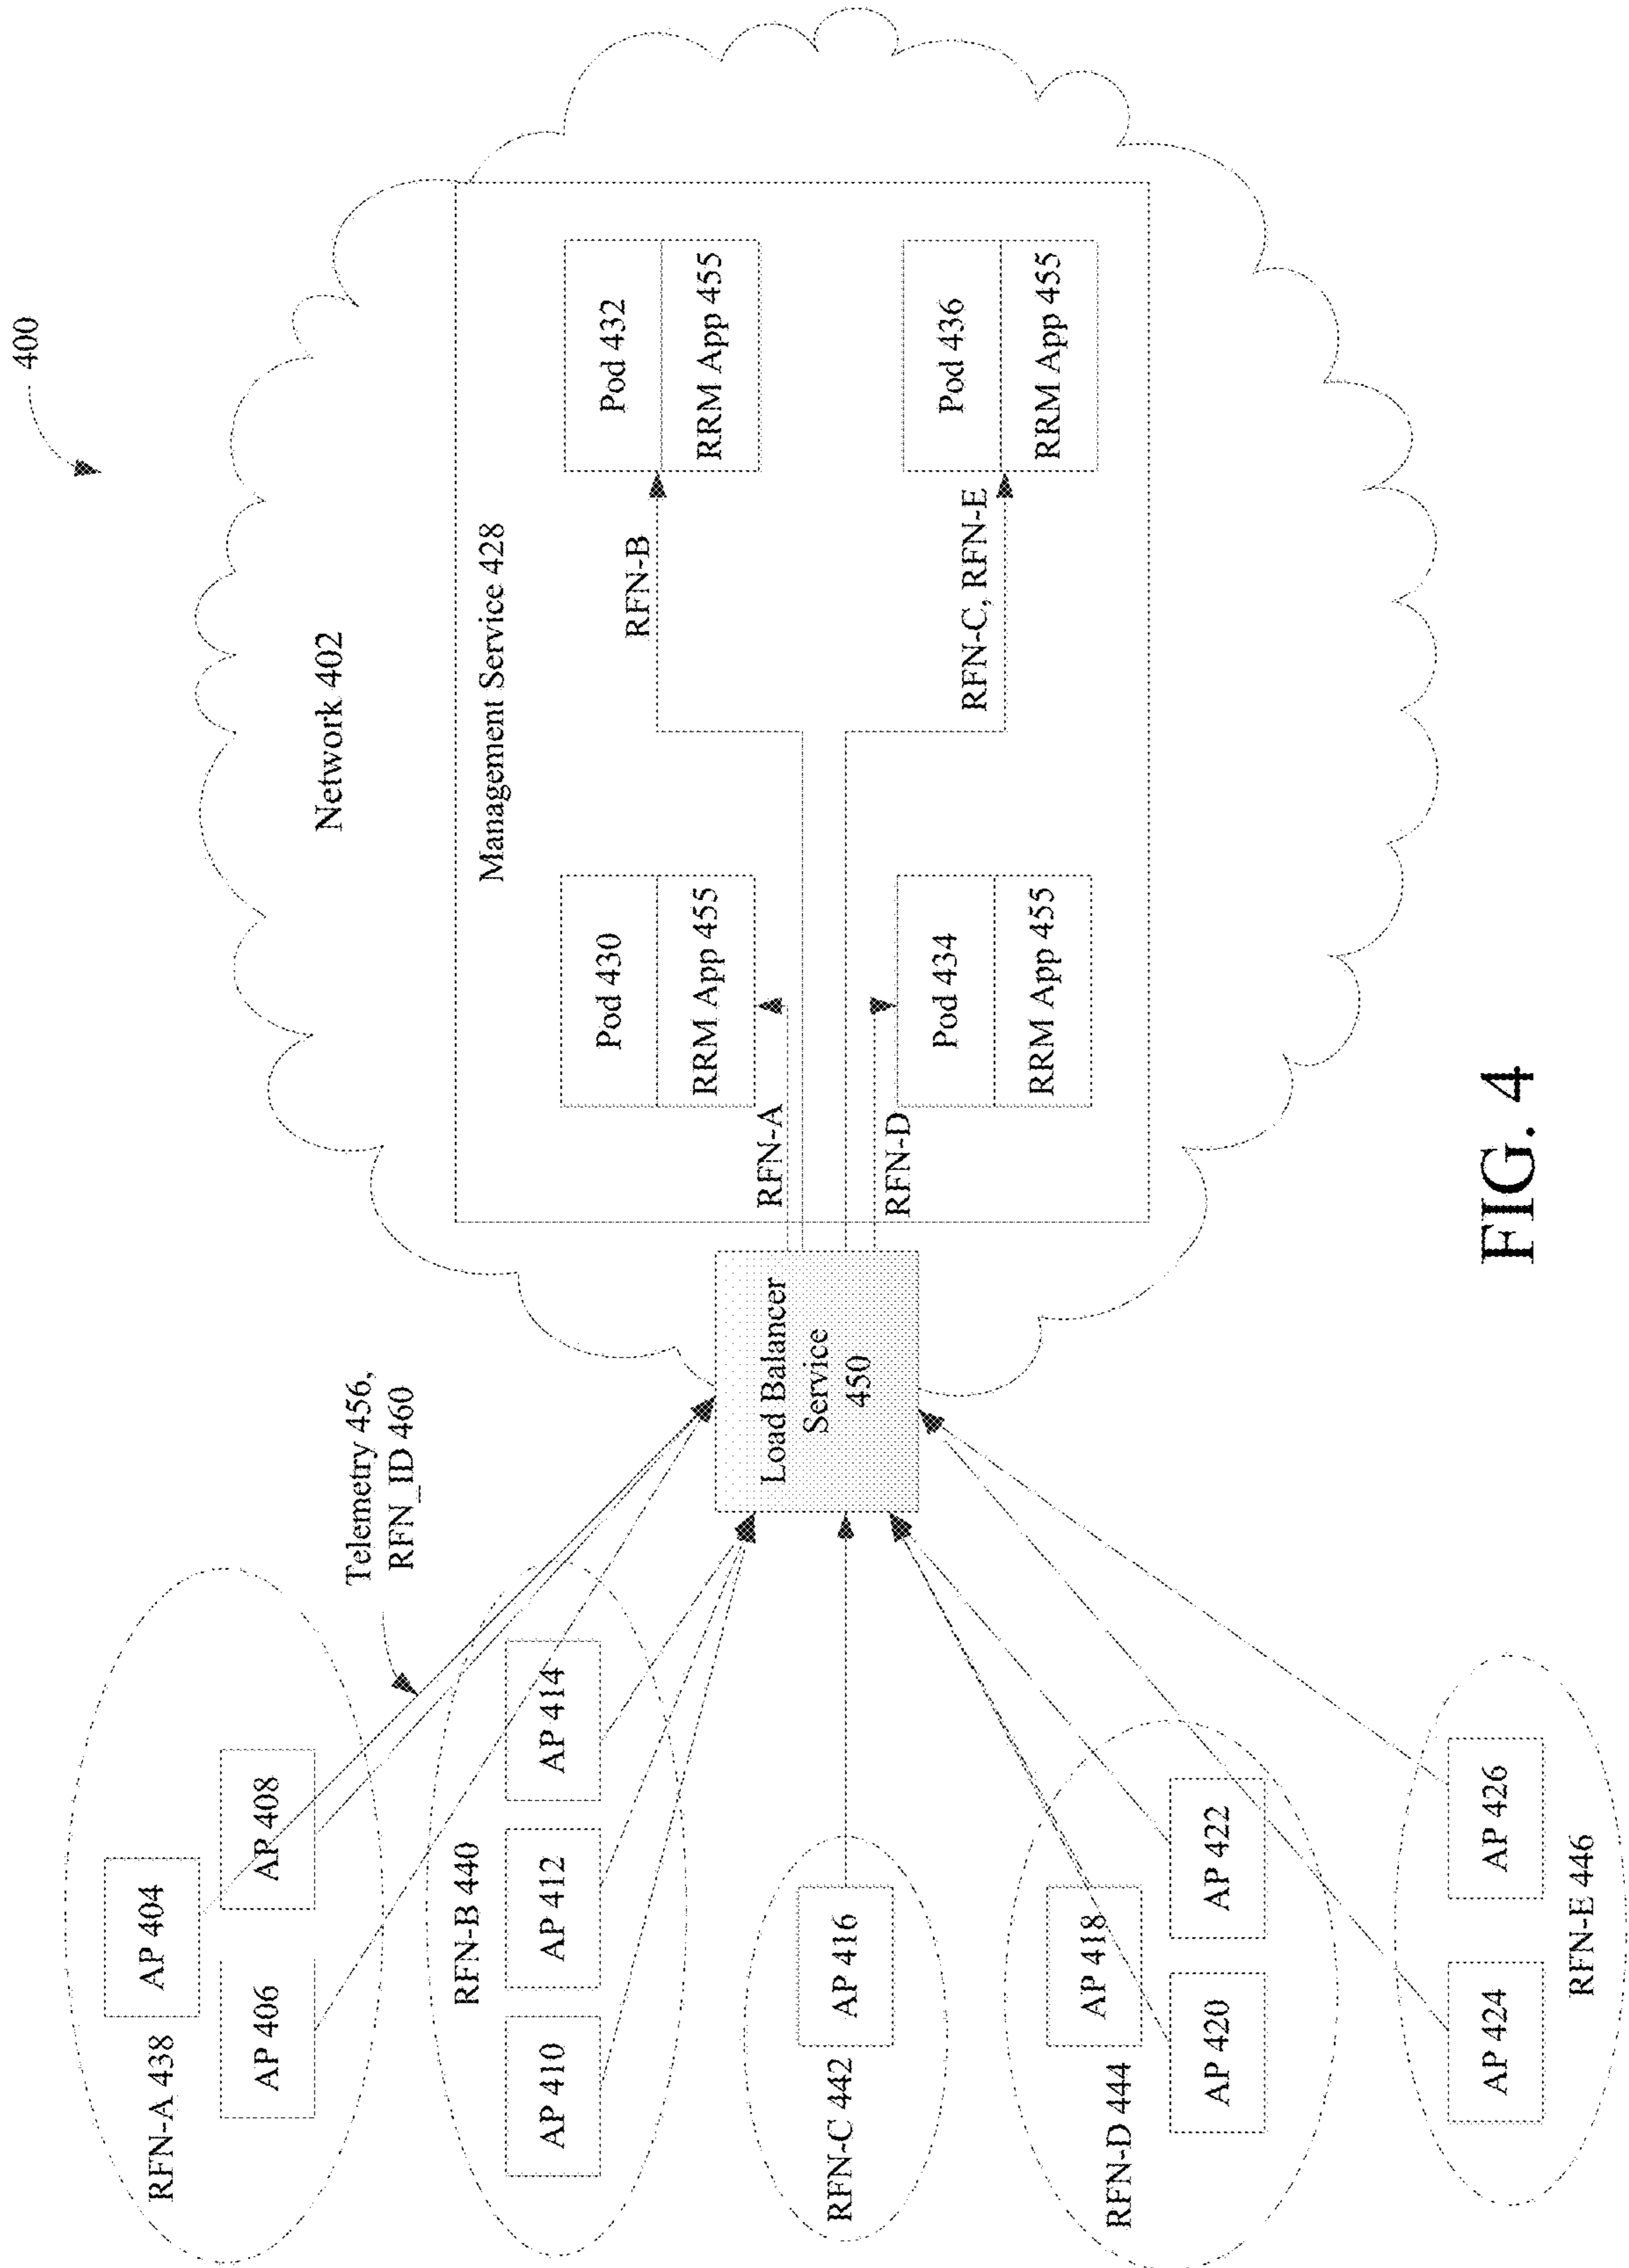 400
Network 402
Management Service 428
Telemetry 456,
RFN_ID 460
RFN-A 438
AP 404
AP 406
AP 408
RFN-B 440
AP 410
AP 412
AP 414
RFN-C 442
AP 416
RFN-D 444
AP 418
AP 420
AP 422
RFN-E 446
AP 424
AP 426
Load Balancer
Service
450
RFN-A
Pod 430
RRM App 455
RFN-B
Pod 432
RRM App 455
RFN-D
Pod 434
RRM App 455
RFN-C, RFN-E
Pod 436
RRM App 455
FIG. 4